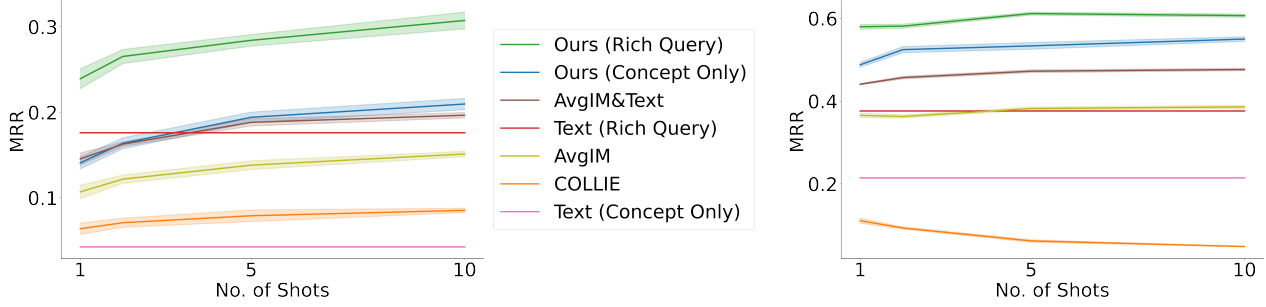 MRR
0.3
0.2
0.1
1
5
10
No. of Shots
Ours (Rich Query)
Ours (Concept Only)
AvgIM&Text
Text (Rich Query)
AvgIM
COLLIE
Text (Concept Only)
MRR
0.6
0.4
0.2
1
5
10
No. of Shots